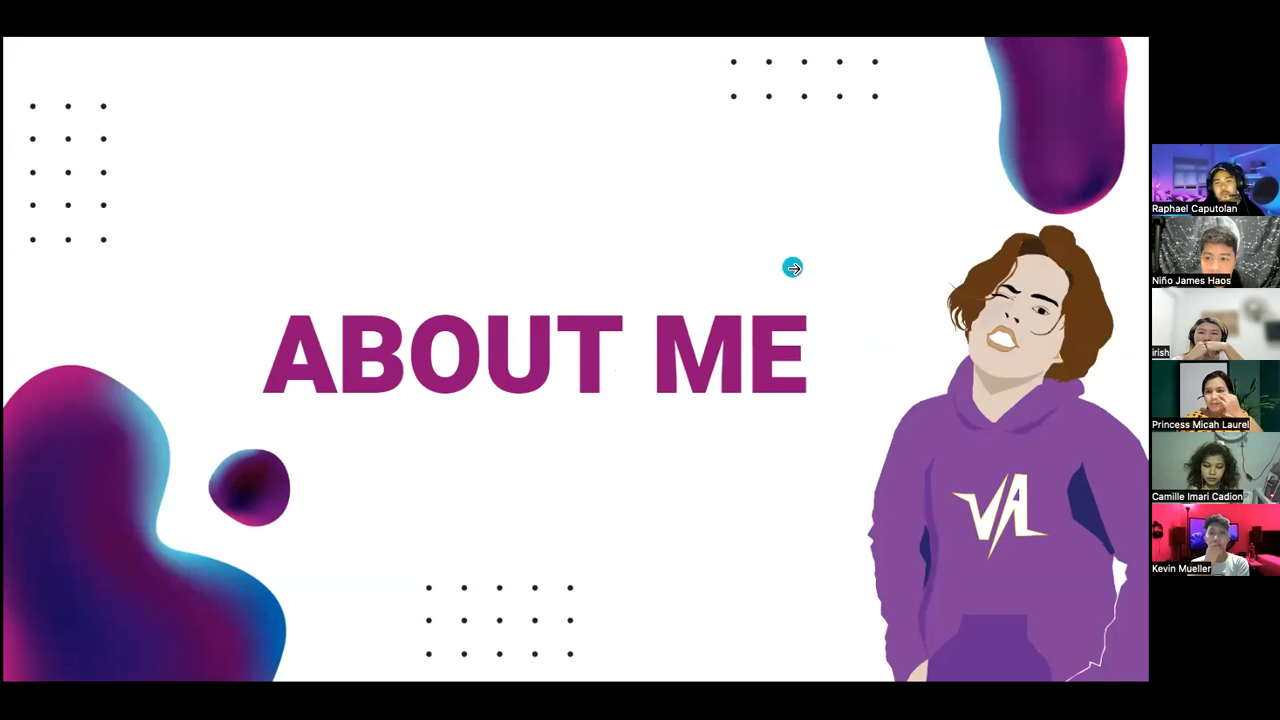 ABOUT ME
VA
Raphael Caputolan
Niño James Haos
irish
Princess Micah Laurel
Camille Imari Cadion
Kevin Mueller